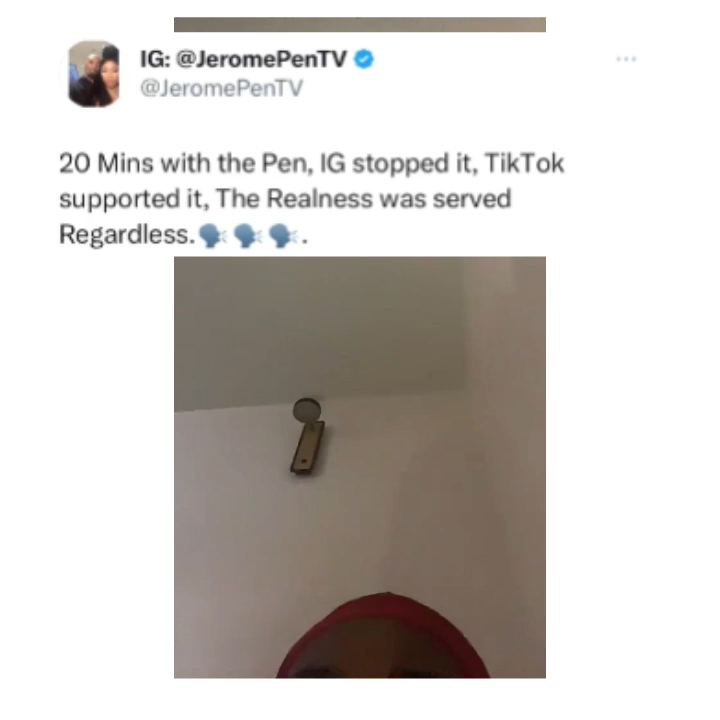 IG: @JeromePenTV
@JeromePenTV
20 Mins with the Pen, IG stopped it, TikTok
supported it, The Realness was served
Regardless.🗣️🗣️🗣️.